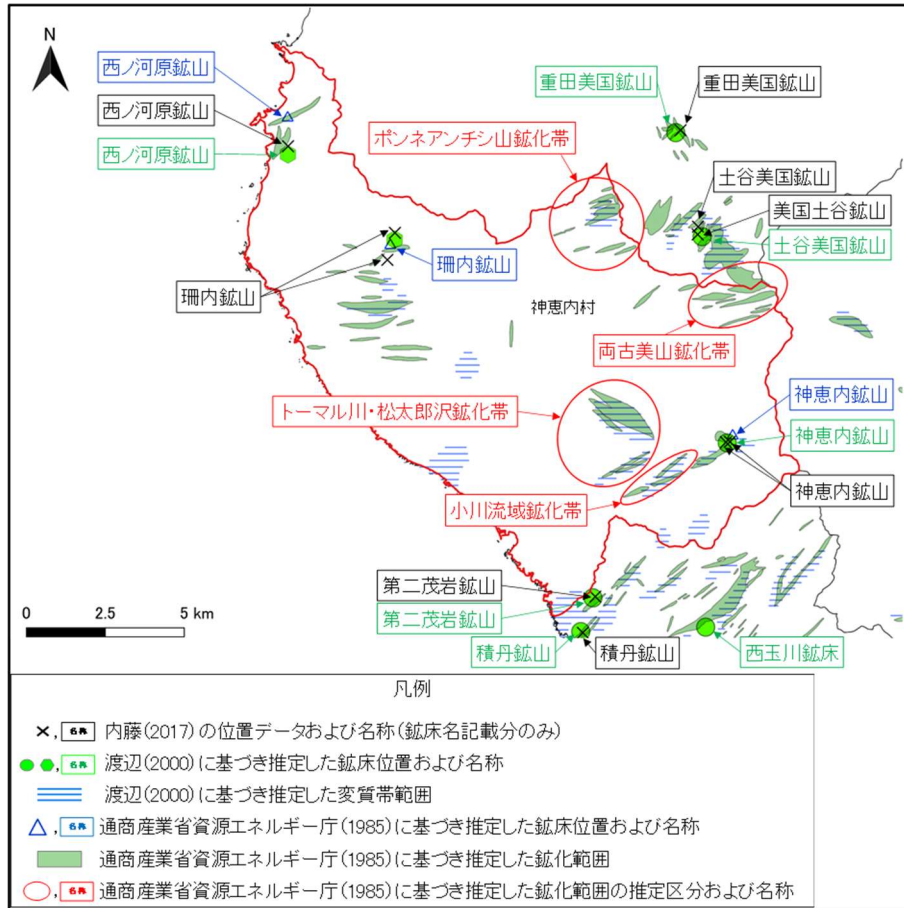 N
西ノ河原鉱山
西ノ河原鉱山
西ノ河原鉱山
重田美国鉱山
重田美国鉱山
ポンネアンチシ山鉱化帯
土谷美国鉱山
美国土谷鉱山
土谷美国鉱山
珊内鉱山
珊内鉱山
神恵内村
両古美山鉱化帯
トーマル川・松太郎沢鉱化帯
神恵内鉱山
神恵内鉱山
神恵内鉱山
小川流域鉱化帯
第二茂岩鉱山
第二茂岩鉱山
積丹鉱山
積丹鉱山
西玉川鉱床
0 2.5 5 km
凡例
,名称 内藤(2017)の位置データおよび名称(鉱床名記載分のみ)
,名称 渡辺(2000)に基づき推定した鉱床位置および名称
渡辺(2000)に基づき推定した変質帯範囲
,名称 通商産業省資源エネルギー庁(1985)に基づき推定した鉱床位置および名称
通商産業省資源エネルギー庁(1985)に基づき推定した鉱化範囲
,名称 通商産業省資源エネルギー庁(1985)に基づき推定した鉱化範囲の推定区分および名称